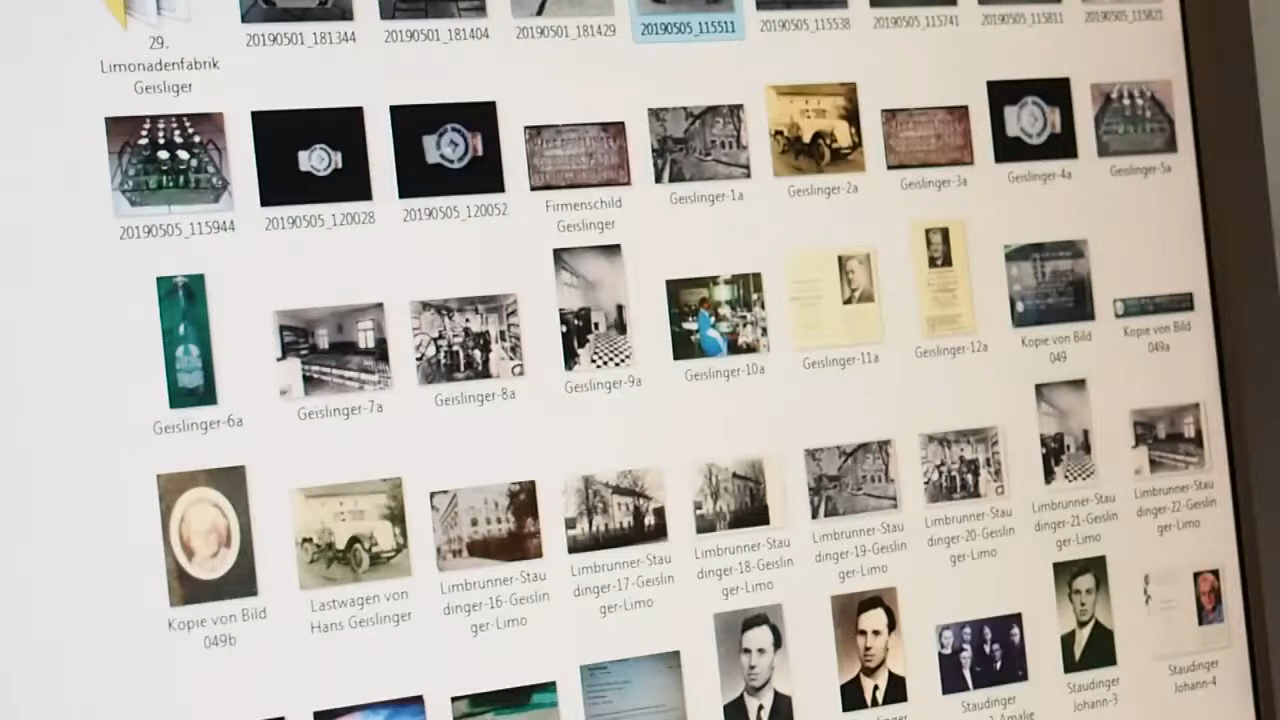 29.
Limonadenfabrik
Geisliger
20190501_181344
20190501_181404
20190501_181429
20190505_115511
20190505_115538
20190505_115741
20190505_115811
20190505_115821
20190505_115944
20190505_120028
20190505_120052
Firmenschild
Geislinger
Geislinger-1a
Geislinger-2a
Geislinger-3a
Geislinger-4a
Geislinger-5a
Geislinger-6a
Geislinger-7a
Geislinger-8a
Geislinger-9a
Geislinger-10a
Geislinger-11a
Geislinger-12a
Kopie von Bild
049
Kopie von Bild
049a
Kopie von Bild
049b
Lastwagen von
Hans Geislinger
Limbrunner-Stau
dinger-16-Geislin
ger-Limo
Limbrunner-Stau
dinger-17-Geislin
ger-Limo
Limbrunner-Stau
dinger-18-Geislin
ger-Limo
Limbrunner-Stau
dinger-19-Geislin
ger-Limo
Limbrunner-Stau
dinger-20-Geislin
ger-Limo
Limbrunner-Stau
dinger-21-Geislin
ger-Limo
Limbrunner-Stau
dinger-22-Geislin
ger-Limo
Staudinger
Staudinger
Johann-3
Staudinger
Johann-4